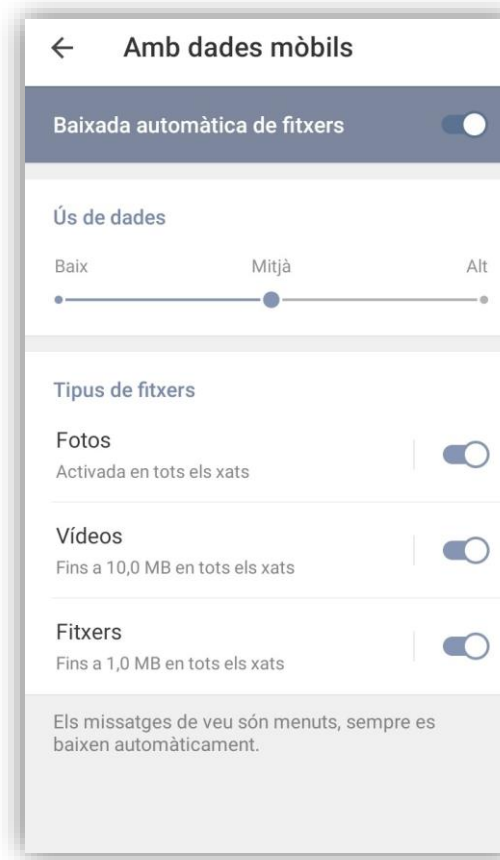 Amb dades mòbils
Baixada automàtica de fitxers
Ús de dades
Baix Mitjà Alt
Tipus de fitxers
Fotos
Activada en tots els xats
Vídeos
Fins a 10,0 MB en tots els xats
Fitxers
Fins a 1,0 MB en tots els xats
Els missatges de veu són menuts, sempre es
baixen automàticament.